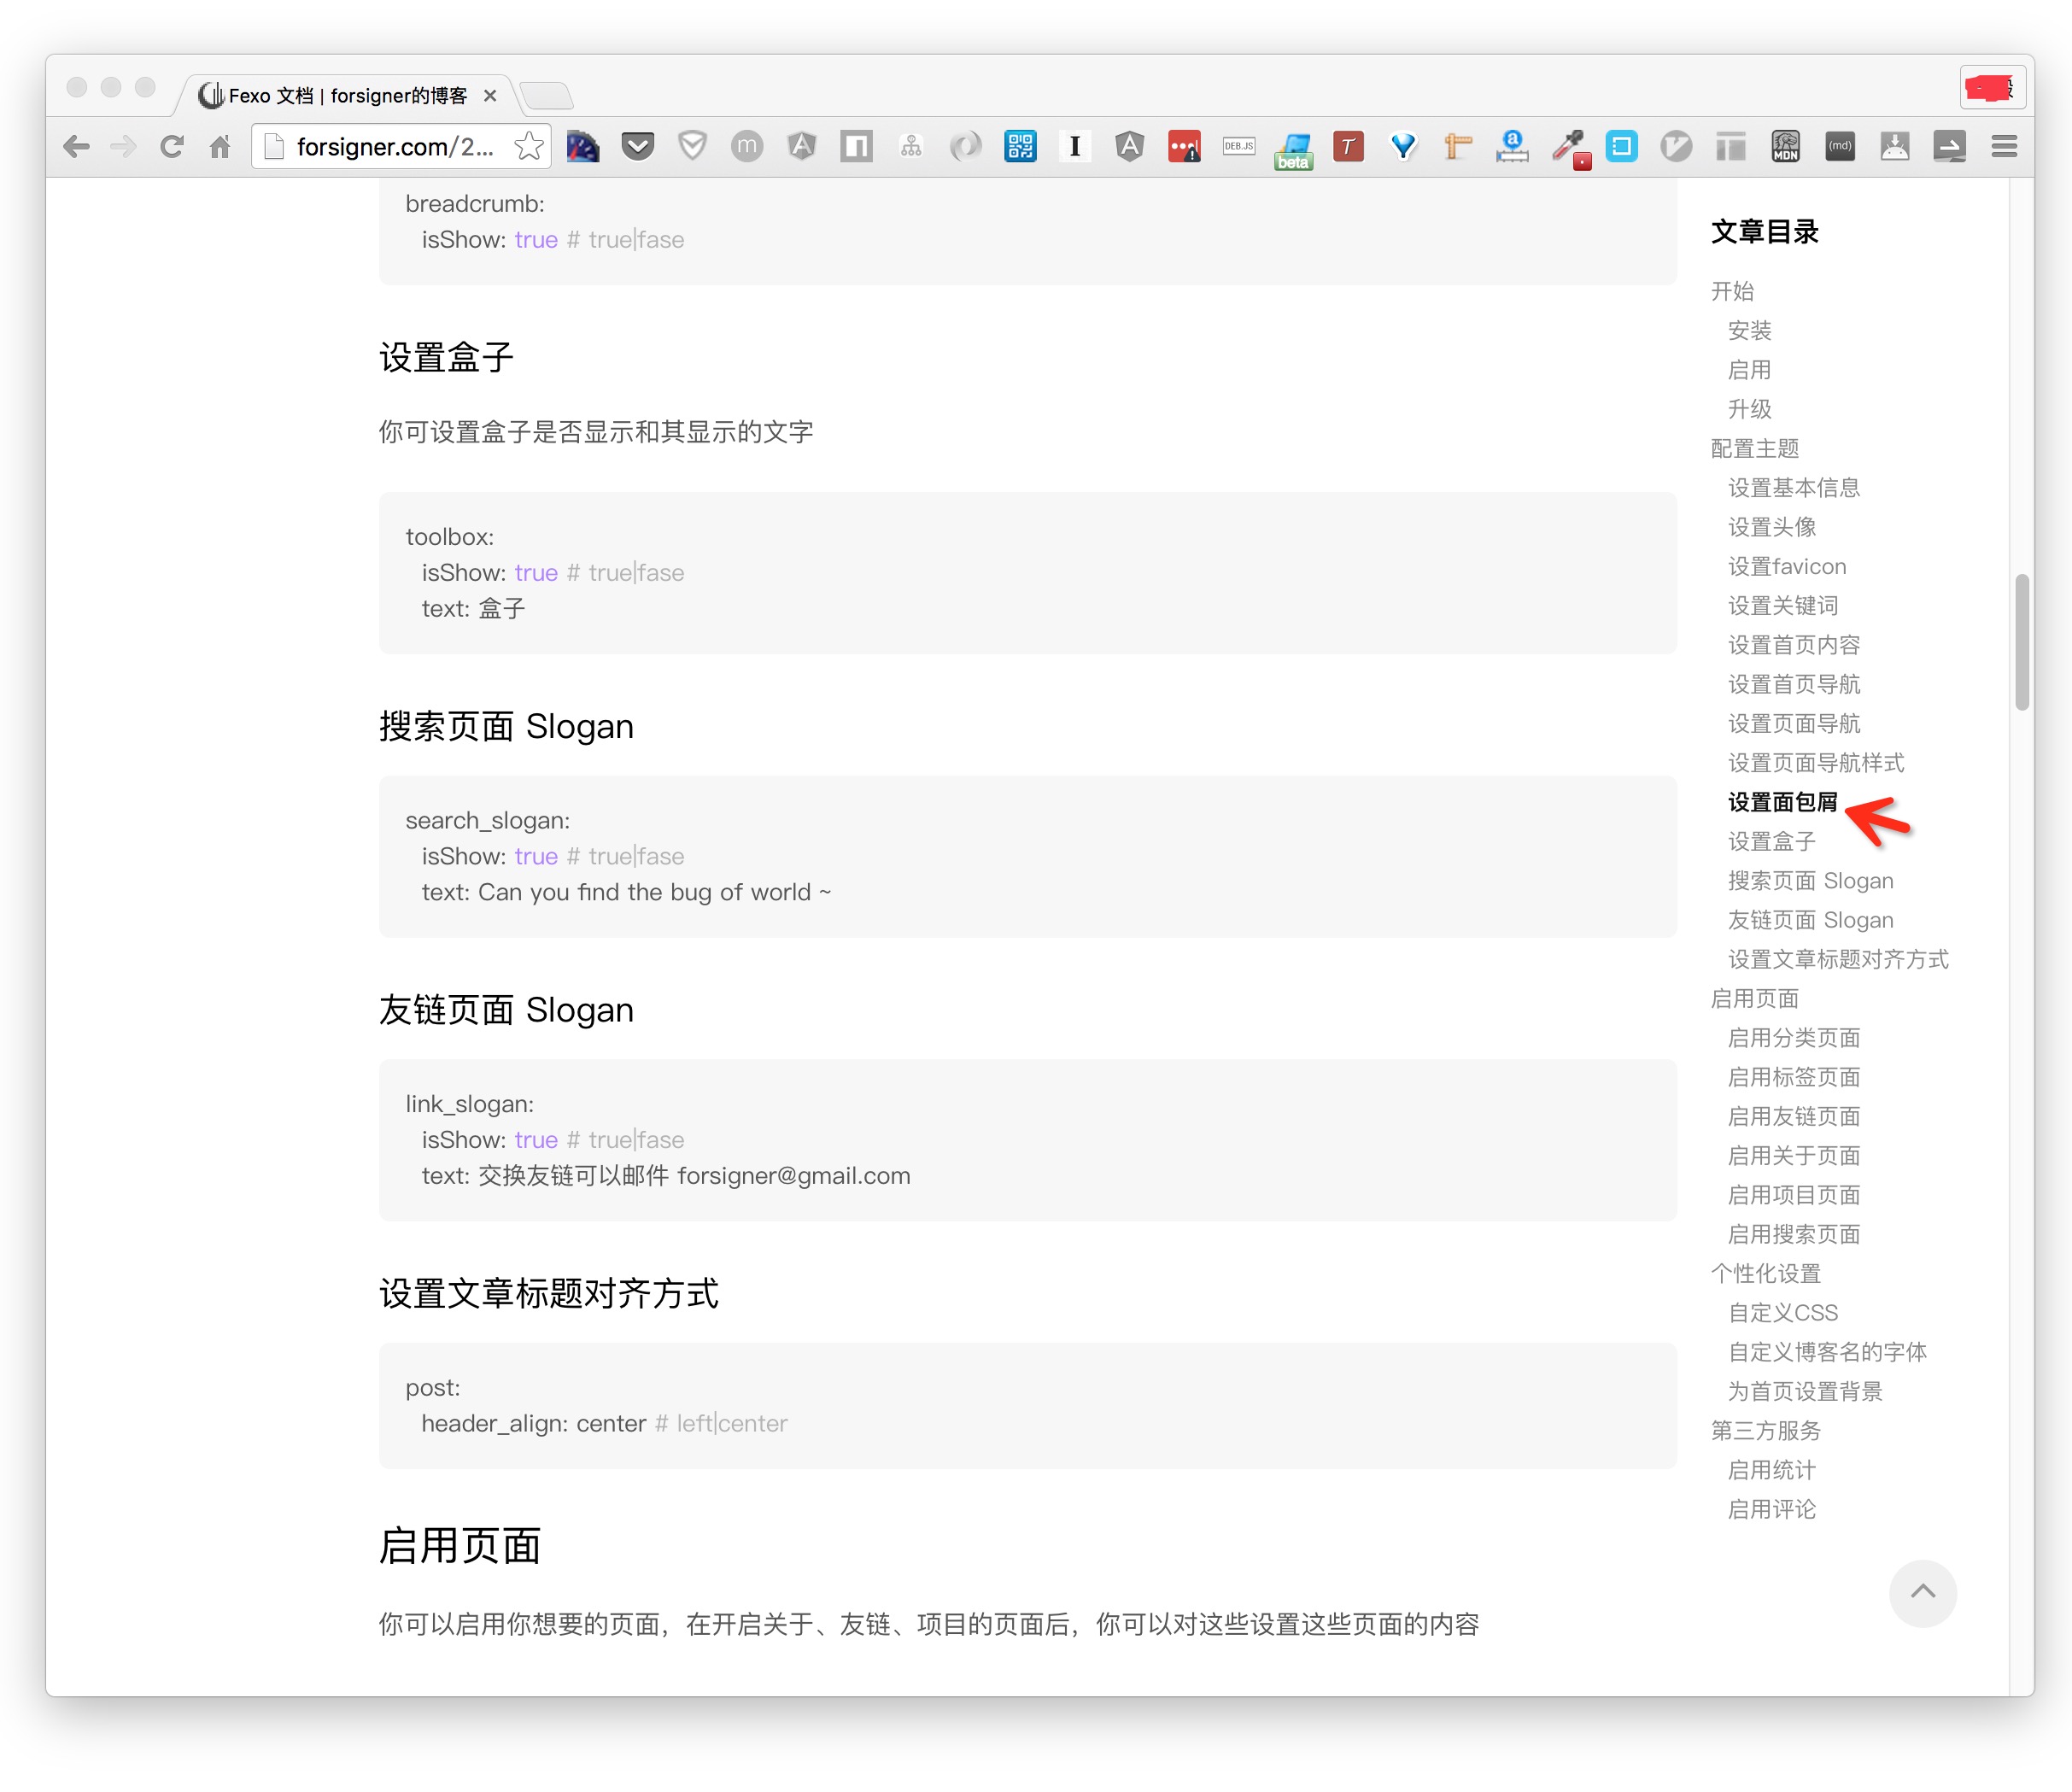 Fexo 文档 | forsigner的博客
forsigner.com/2...
m
I
DEB.JS
beta
T
a
MDN
(md)
breadcrumb:
isShow: true # true|fase
设置盒子
你可设置盒子是否显示和其显示的文字
toolbox:
isShow: true # true|fase
text: 盒子
搜索页面 Slogan
search_slogan:
isShow: true # true|fase
text: Can you find the bug of world ~
友链页面 Slogan
link_slogan:
isShow: true # true|fase
text: 交换友链可以邮件 forsigner@gmail.com
设置文章标题对齐方式
post:
header_align: center # left|center
启用页面
你可以启用你想要的页面，在开启关于、友链、项目的页面后，你可以对这些设置这些页面的内容
文章目录
开始
安装
启用
升级
配置主题
设置基本信息
设置头像
设置favicon
设置关键词
设置首页内容
设置首页导航
设置页面导航
设置页面导航样式
设置面包屑
设置盒子
搜索页面 Slogan
友链页面 Slogan
设置文章标题对齐方式
启用页面
启用分类页面
启用标签页面
启用友链页面
启用关于页面
启用项目页面
启用搜索页面
个性化设置
自定义CSS
自定义博客名的字体
为首页设置背景
第三方服务
启用统计
启用评论